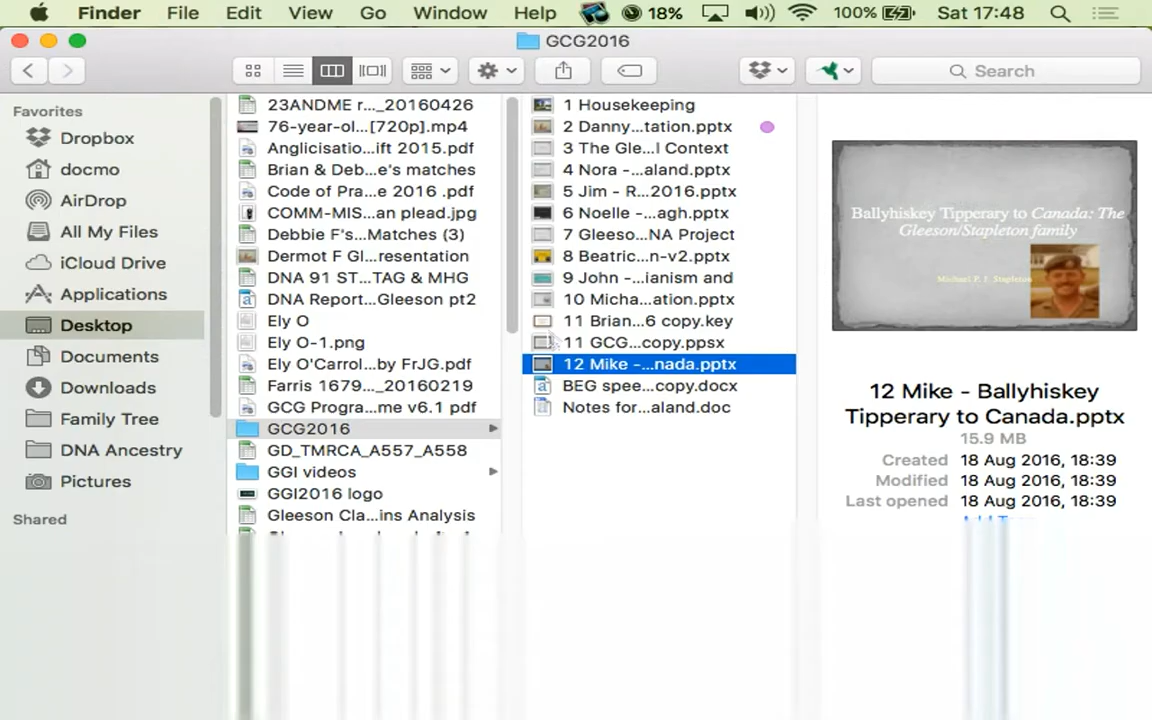 Finder File Edit View Go Window Help 18% 100% Sat 17:48
GCG2016
Search
Favorites
Dropbox
docmo
AirDrop
All My Files
iCloud Drive
Applications
Desktop
Documents
Downloads
Family Tree
DNA Ancestry
Pictures
Shared
23ANDME r..._20160426
76-year-ol...[720p].mp4
Anglicisatio...ift 2015.pdf
Brian & Deb...e's matches
Code of Pra...e 2016 .pdf
COMM-MIS...an plead.jpg
Debbie F's...Matches (3)
Dermot F Gl...resentation
DNA 91 ST...TAG & MHG
DNA Report...Gleeson pt2
Ely O
Ely O-1.png
Ely O'Carrol...by FrJG.pdf
Farris 1679..._20160219
GCG Progra...me v6.1 pdf
GCG2016
GD_TMRCA_A557_A558
GGI videos
GGI2016 logo
Gleeson Cla...ins Analysis
1 Housekeeping
2 Danny...tation.pptx
3 The Gle...l Context
4 Nora -...aland.pptx
5 Jim - R...2016.pptx
6 Noelle -...agh.pptx
7 Gleeso...NA Project
8 Beatric...n-v2.pptx
9 John -...ianism and
10 Micha...ation.pptx
11 Brian...6 copy.key
11 GCG...copy.ppsx
12 Mike -...nada.pptx
BEG spee...copy.docx
Notes for...aland.doc
Ballyhiskey Tipperary to Canada: The
Gleeson/Stapleton family
Michael P. J. Stapleton
12 Mike - Ballyhiskey
Tipperary to Canada.pptx
15.9 MB
Created 18 Aug 2016, 18:39
Modified 18 Aug 2016, 18:39
Last opened 18 Aug 2016, 18:39